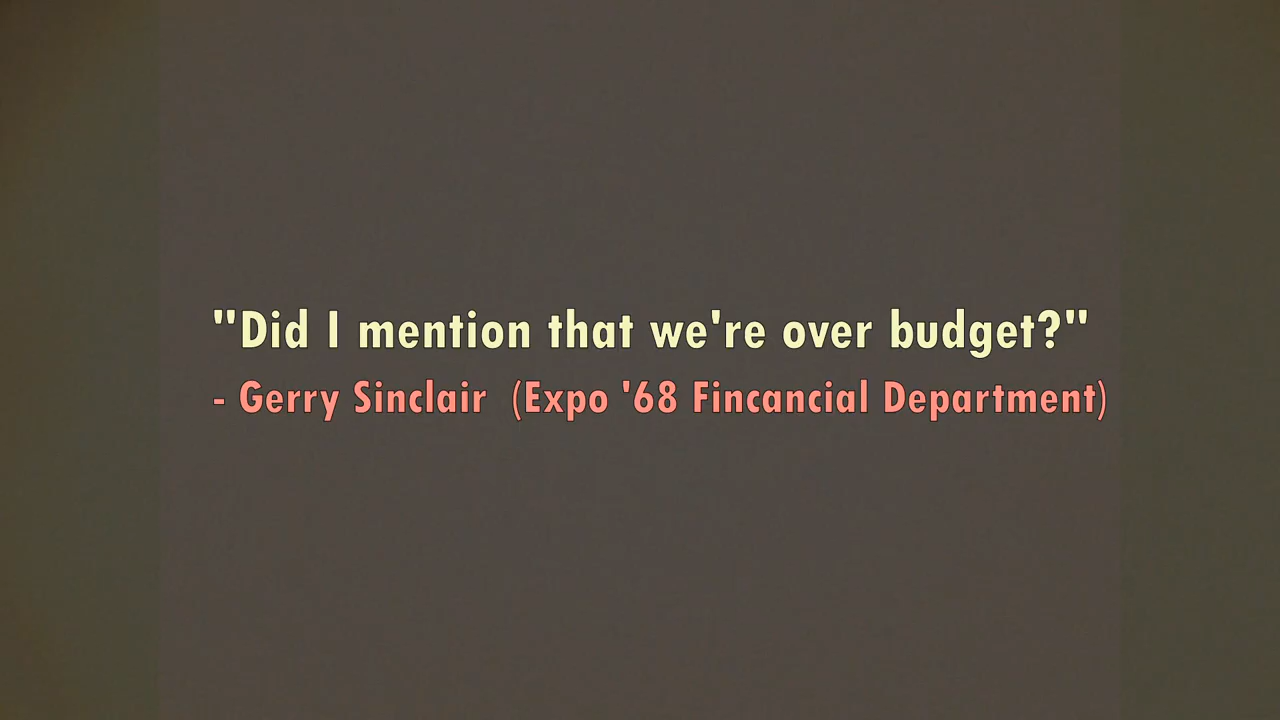 "Did I mention that we're over budget?"
- Gerry Sinclair (Expo '68 Fincancial Department)